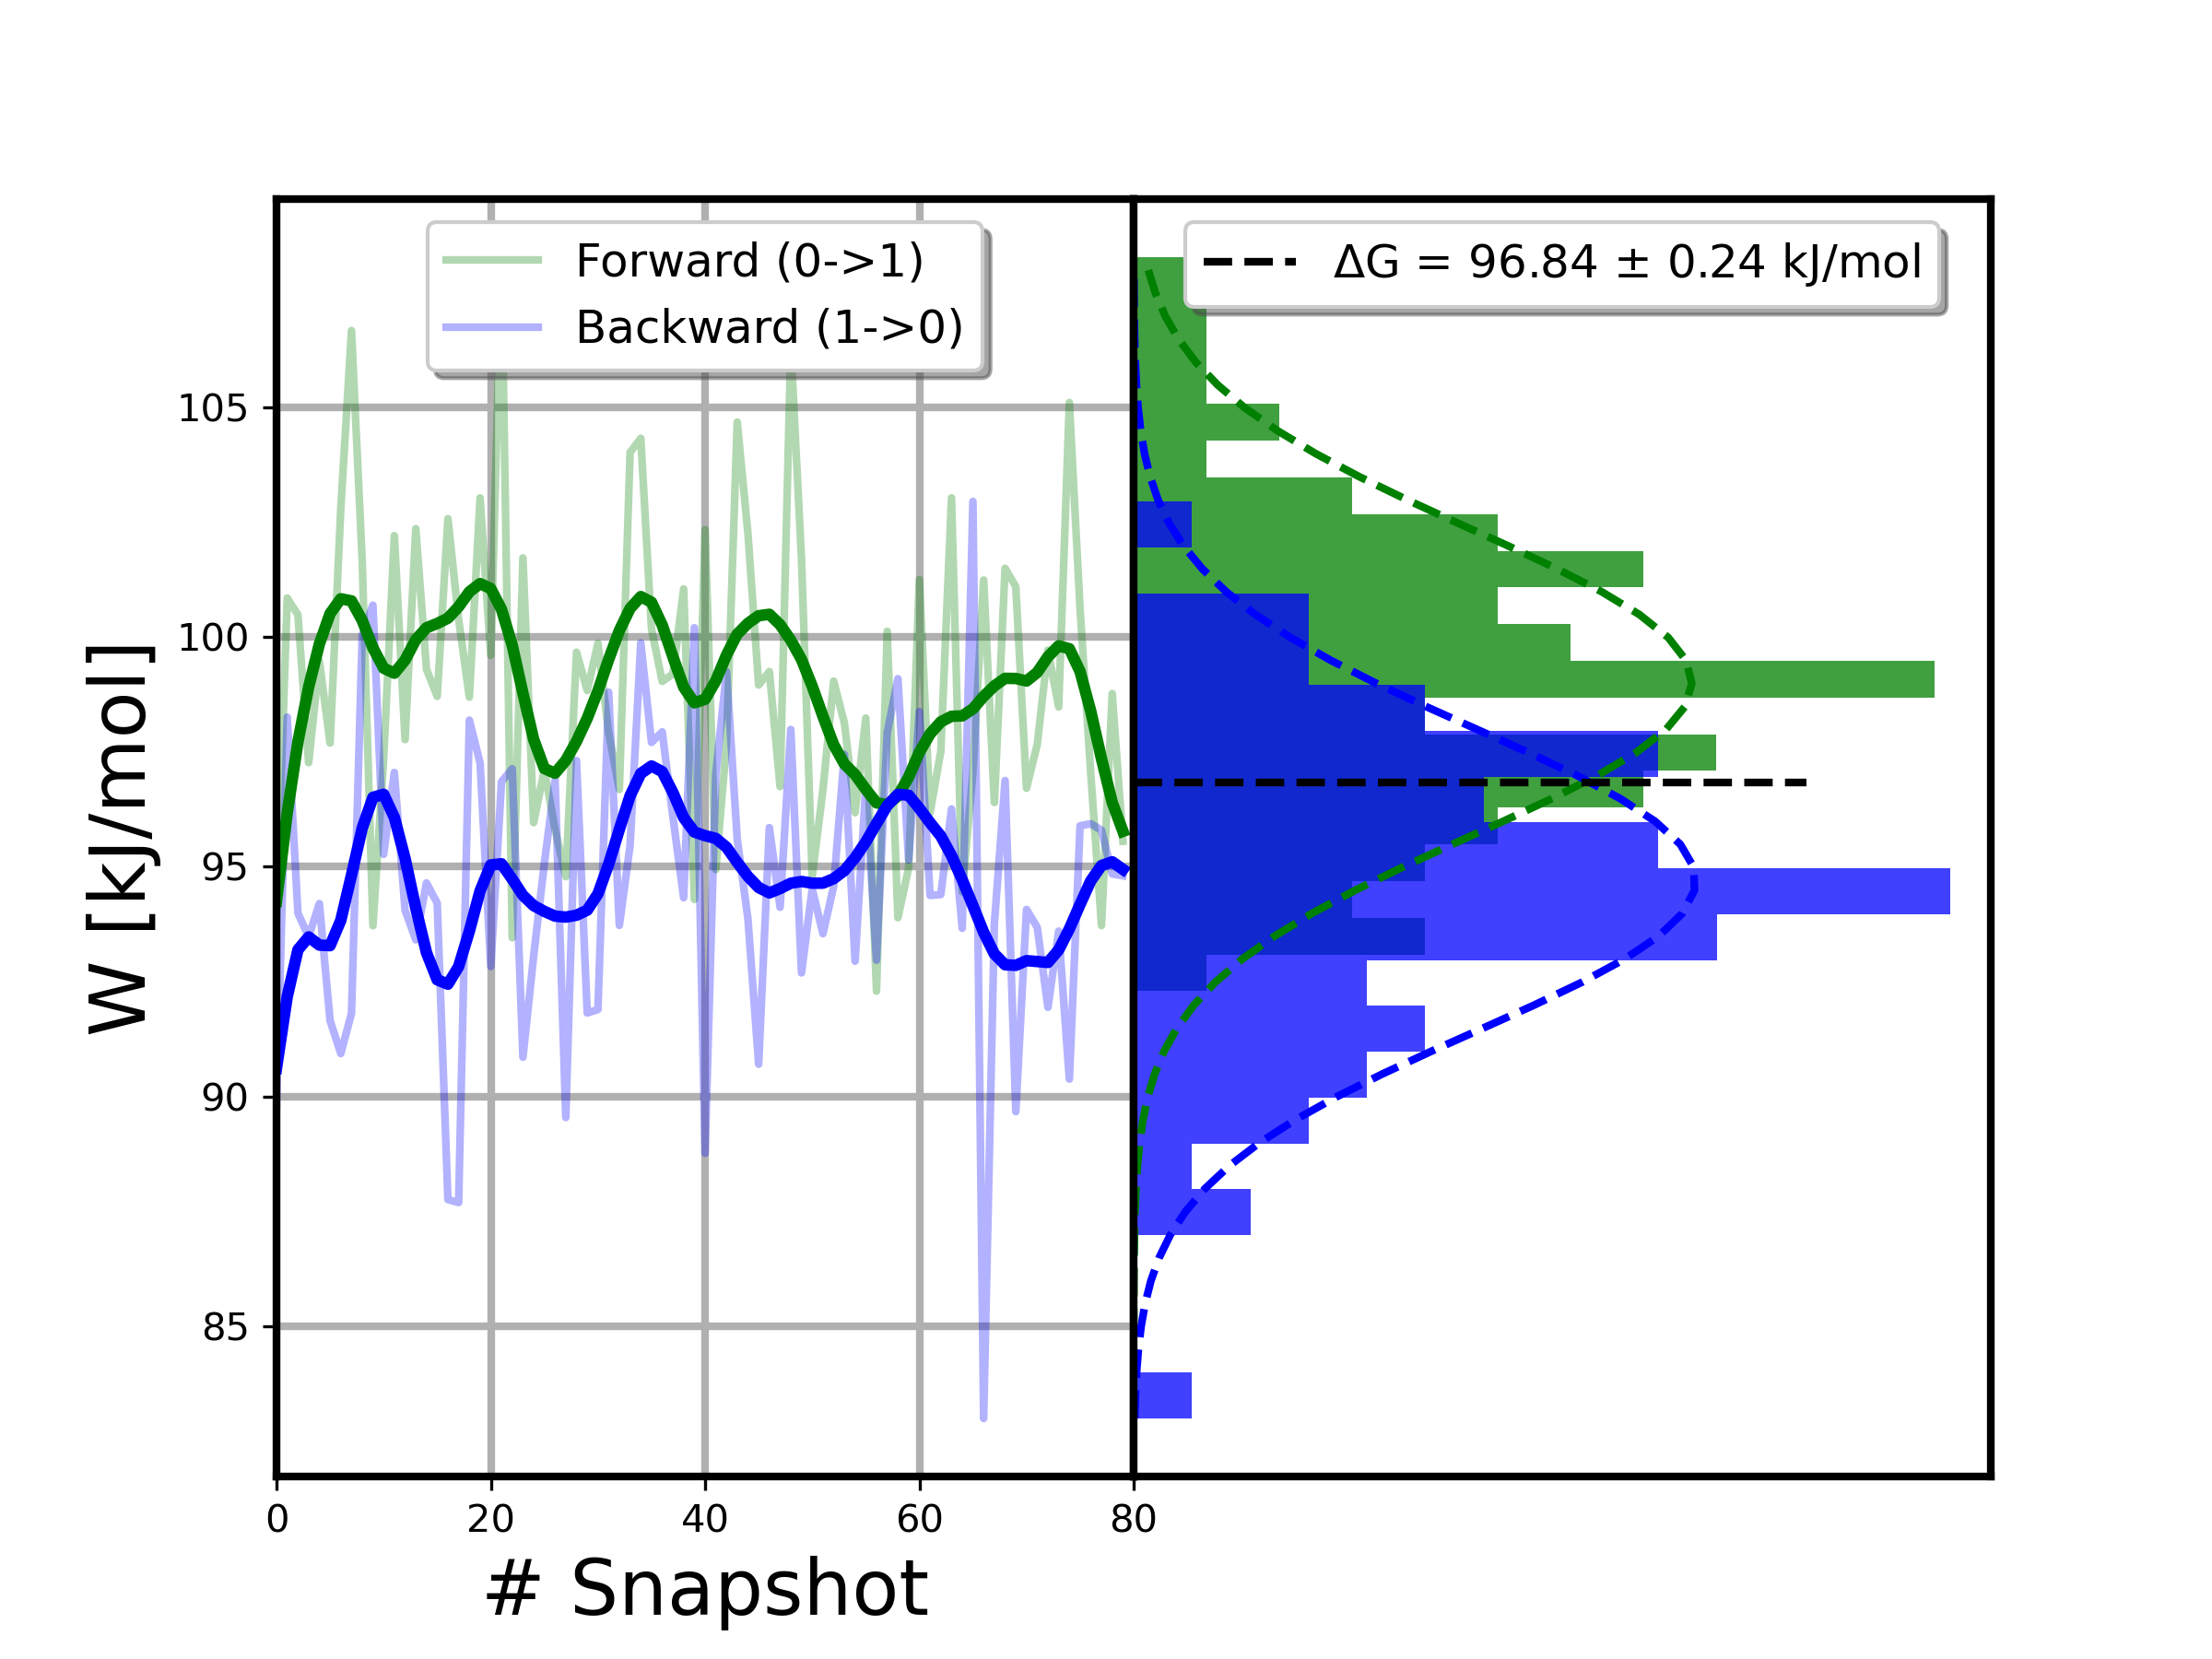 Forward (0->1)
Backward (1->0)
ΔG = 96.84 ± 0.24 kJ/mol
W [kJ/mol]
105
100
95
90
85
0 20 40 60 80
# Snapshot